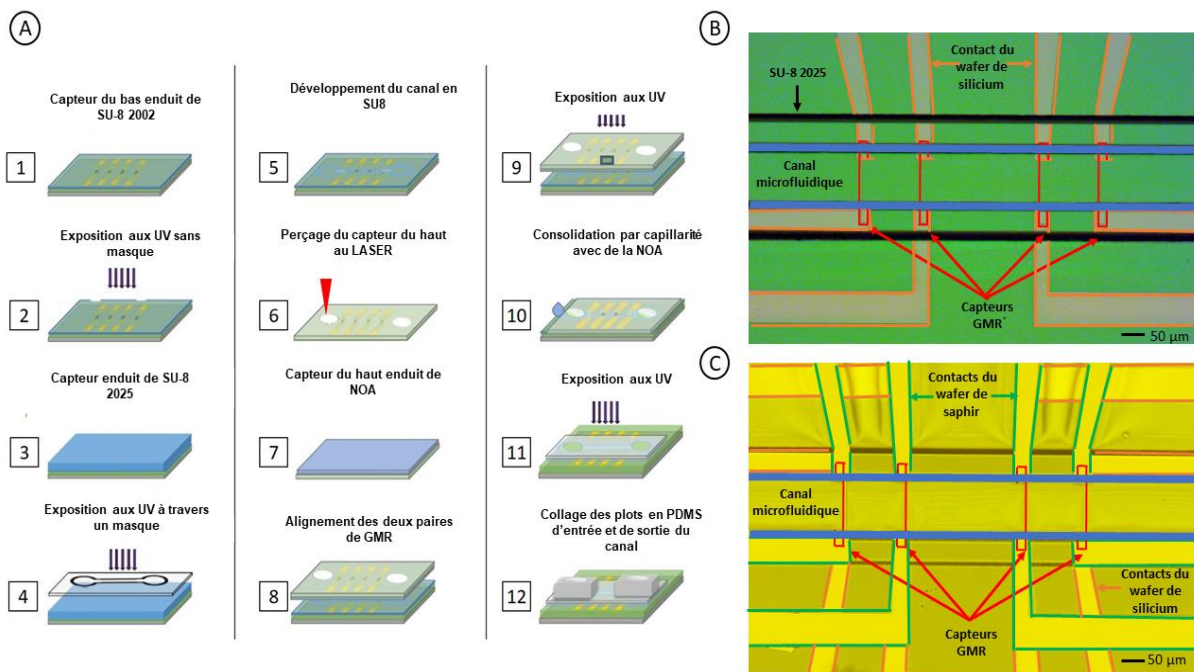 A
Capteur du bas enduit de
SU-8 2002
1
Exposition aux UV sans
masque
2
Capteur enduit de SU-8
2025
3
Exposition aux UV à travers
un masque
4
Développement du canal en
SU8
5
Perçage du capteur du haut
au LASER
6
Capteur du haut enduit de
NOA
7
Alignement des deux paires
de GMR
8
Exposition aux UV
9
Consolidation par capillarité
avec de la NOA
10
Exposition aux UV
11
Collage des plots en PDMS
d'entrée et de sortie du
canal
12
B
SU-8 2025
Contact du
wafer de
silicium
Canal
microfluidique
Capteurs
GMR
50 µm
C
Contacts du
wafer de
saphir
Canal
microfluidique
Contacts du
wafer de
silicium
Capteurs
GMR
50 µm